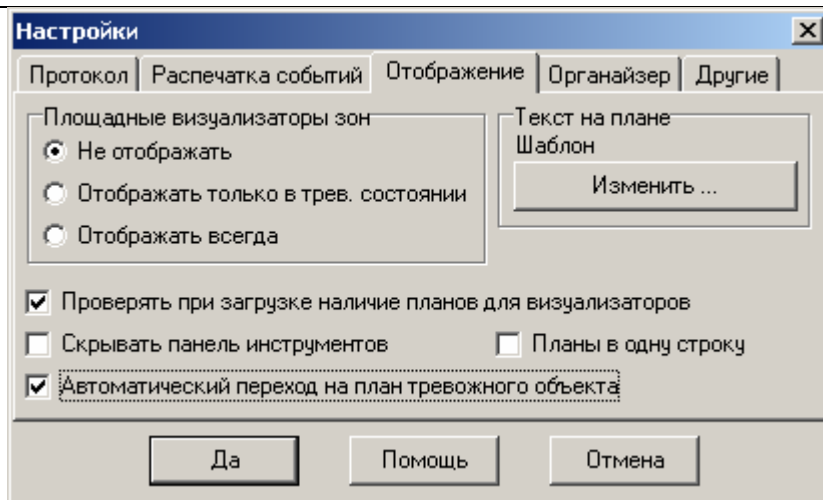 Настройки
Протокол Распечатка событий Отображение Органайзер Другие
Площадные визуализаторы зон
Не отображать
Отображать только в трев. состоянии
Отображать всегда
Текст на плане
Шаблон
Изменить ...
Проверять при загрузке наличие планов для визуализаторов
Скрывать панель инструментов
Планы в одну строку
Автоматический переход на план тревожного объекта
Да Помощь Отмена